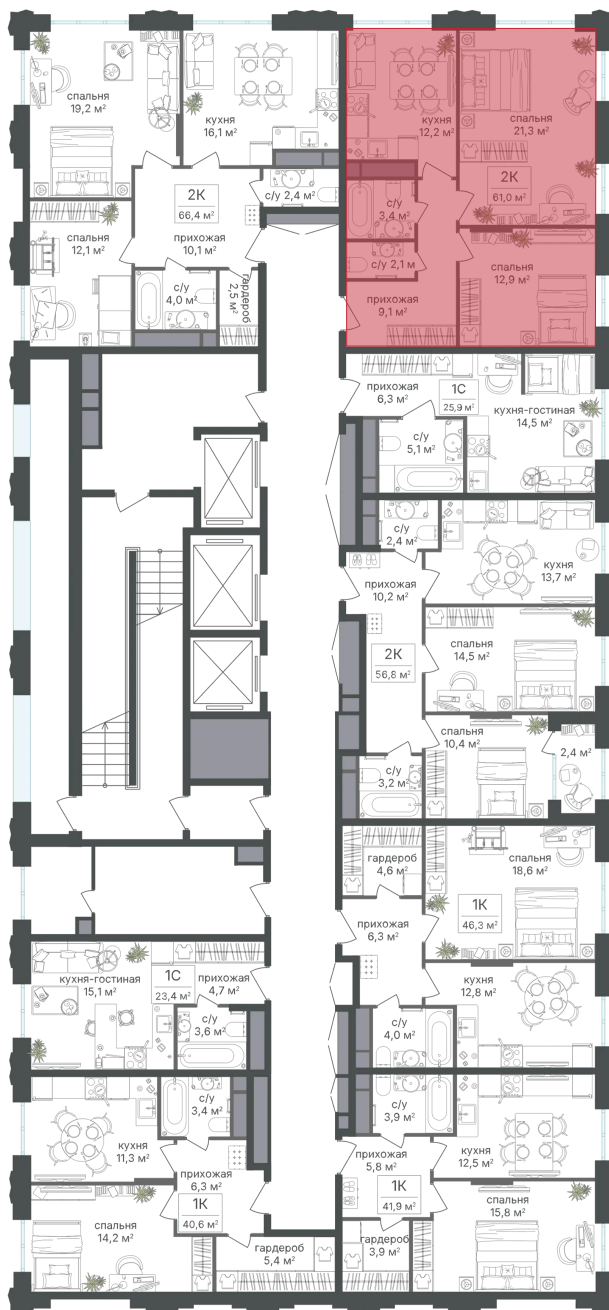 спальня
19,2 м²
кухня
16,1 м²
2К
66,4 м²
с/у 2,4 м²
спальня
12,1 м²
прихожая
10,1 м²
с/у
4,0 м²
гардероб
2,5 м²
кухня
12,2 м²
спальня
21,3 м²
2К
61,0 м²
с/у
3,4 м²
с/у 2,1 м
спальня
12,9 м²
прихожая
9,1 м²
прихожая
6,3 м²
1С
25,9 м²
кухня-гостиная
14,5 м²
с/у
5,1 м²
с/у
2,4 м²
кухня
13,7 м²
прихожая
10,2 м²
2К
56,8 м²
спальня
14,5 м²
спальня
10,4 м²
2,4 м²
с/у
3,2 м²
гардероб
4,6 м²
спальня
18,6 м²
1К
46,3 м²
прихожая
6,3 м²
кухня
12,8 м²
с/у
4,0 м²
кухня-гостиная
15,1 м²
1С
23,4 м²
прихожая
4,7 м²
с/у
3,6 м²
с/у
3,4 м²
кухня
11,3 м²
прихожая
6,3 м²
1К
40,6 м²
спальня
14,2 м²
гардероб
5,4 м²
с/у
3,9 м²
кухня
12,5 м²
прихожая
5,8 м²
1К
41,9 м²
спальня
15,8 м²
гардероб
3,9 м²